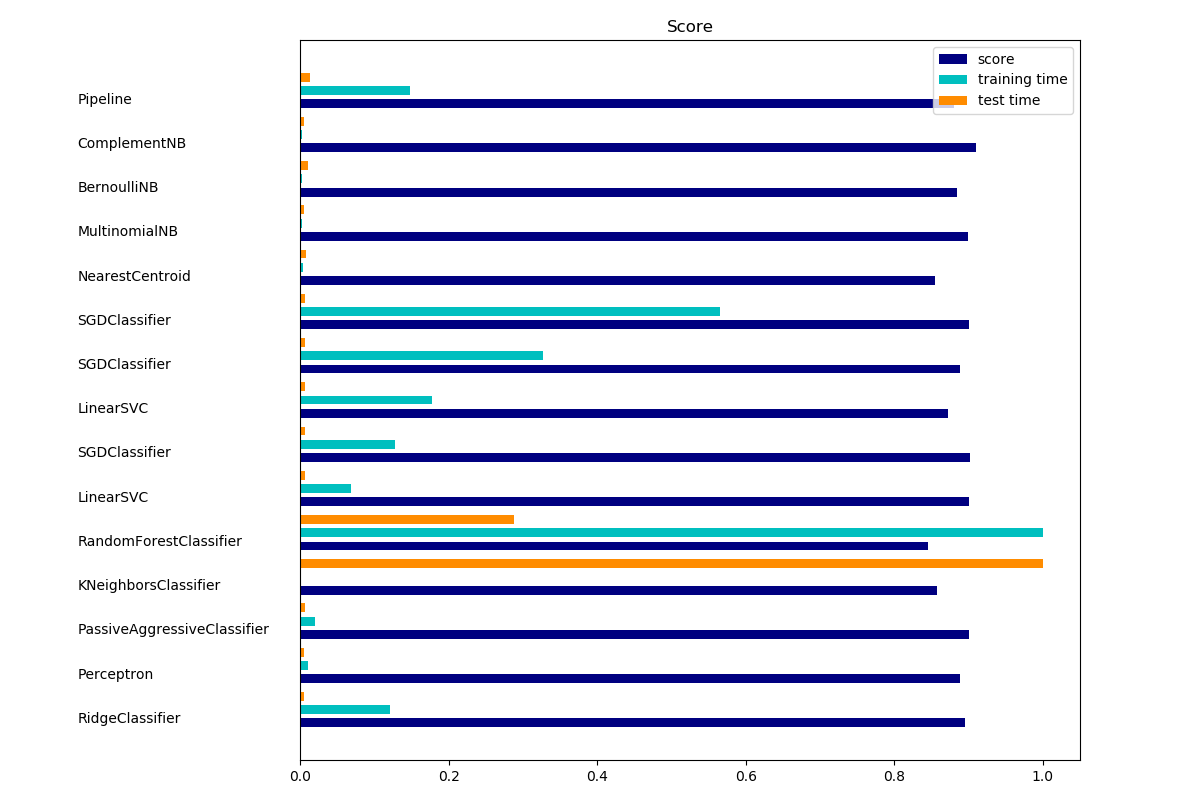 Score
score
training time
test time
Pipeline
ComplementNB
BernoulliNB
MultinomialNB
NearestCentroid
SGDClassifier
SGDClassifier
LinearSVC
SGDClassifier
LinearSVC
RandomForestClassifier
KNeighborsClassifier
PassiveAggressiveClassifier
Perceptron
RidgeClassifier
0.0 0.2 0.4 0.6 0.8 1.0